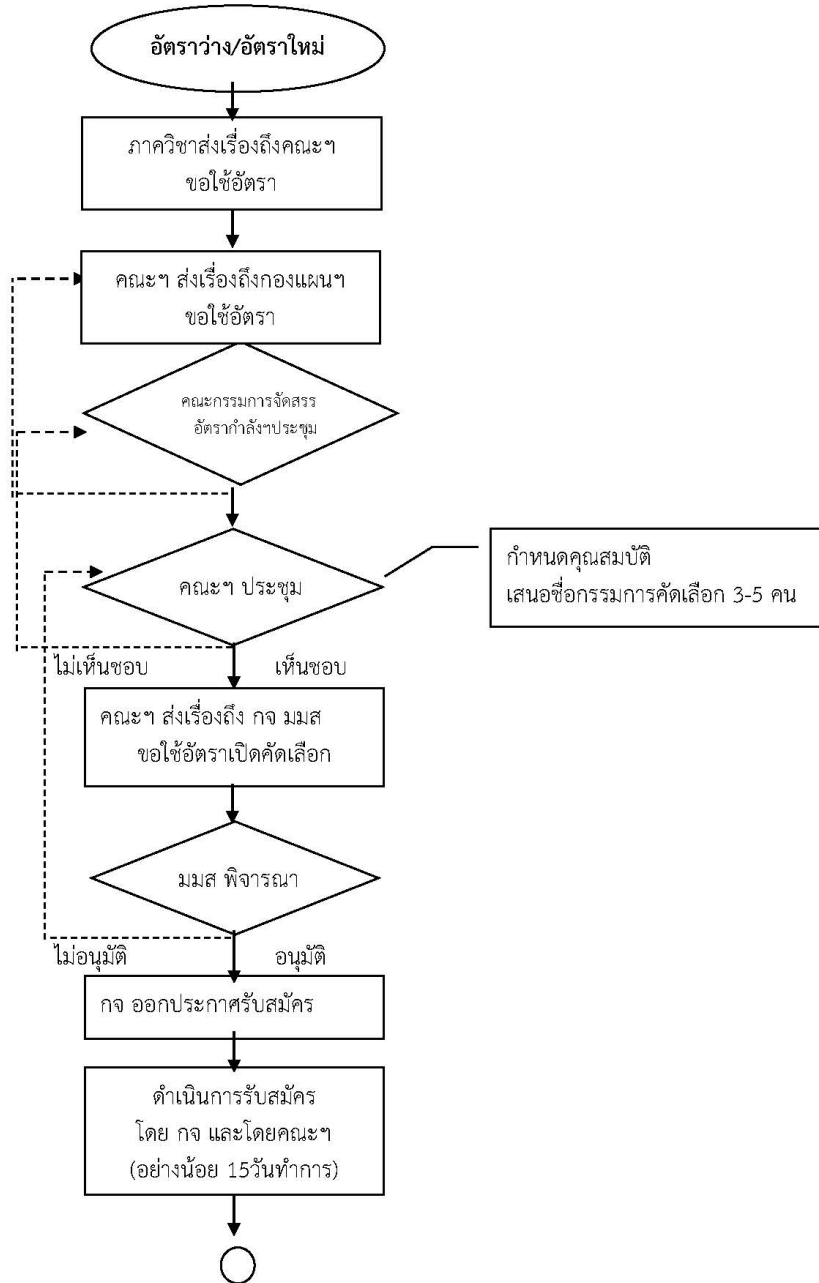 อัตราว่าง/อัตราใหม่
ภาควิชาส่งเรื่องถึงคณะฯ
ขอใช้อัตรา
คณะฯ ส่งเรื่องถึงกองแผนฯ
ขอใช้อัตรา
คณะกรรมการจัดสรร
อัตรากำลังฯประชุม
คณะฯ ประชุม
กำหนดคุณสมบัติ
เสนอชื่อกรรมการคัดเลือก 3-5 คน
ไม่เห็นชอบ เห็นชอบ
คณะฯ ส่งเรื่องถึง กจ มมส
ขอใช้อัตราเปิดคัดเลือก
มมส พิจารณา
ไม่อนุมัติ อนุมัติ
กจ ออกประกาศรับสมัคร
ดำเนินการรับสมัคร
โดย กจ และโดยคณะฯ
(อย่างน้อย 15วันทำการ)